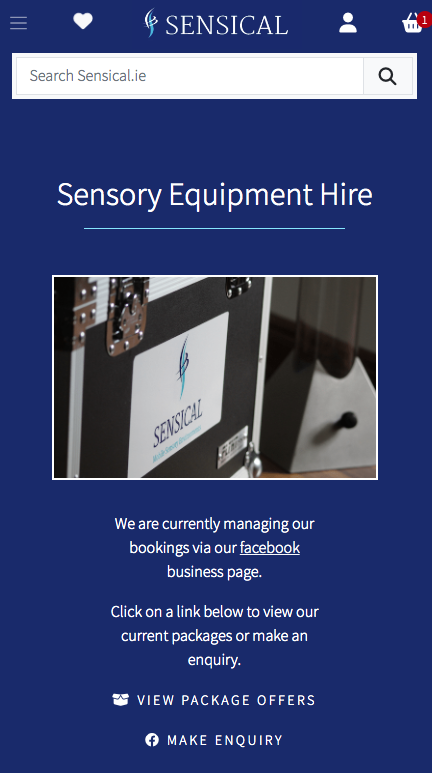 SENSICAL
1
Search Sensical.ie
Sensory Equipment Hire
SENSICAL
We are currently managing our
bookings via our facebook
business page.
Click on a link below to view our
current packages or make an
enquiry.
VIEW PACKAGE OFFERS
MAKE ENQUIRY